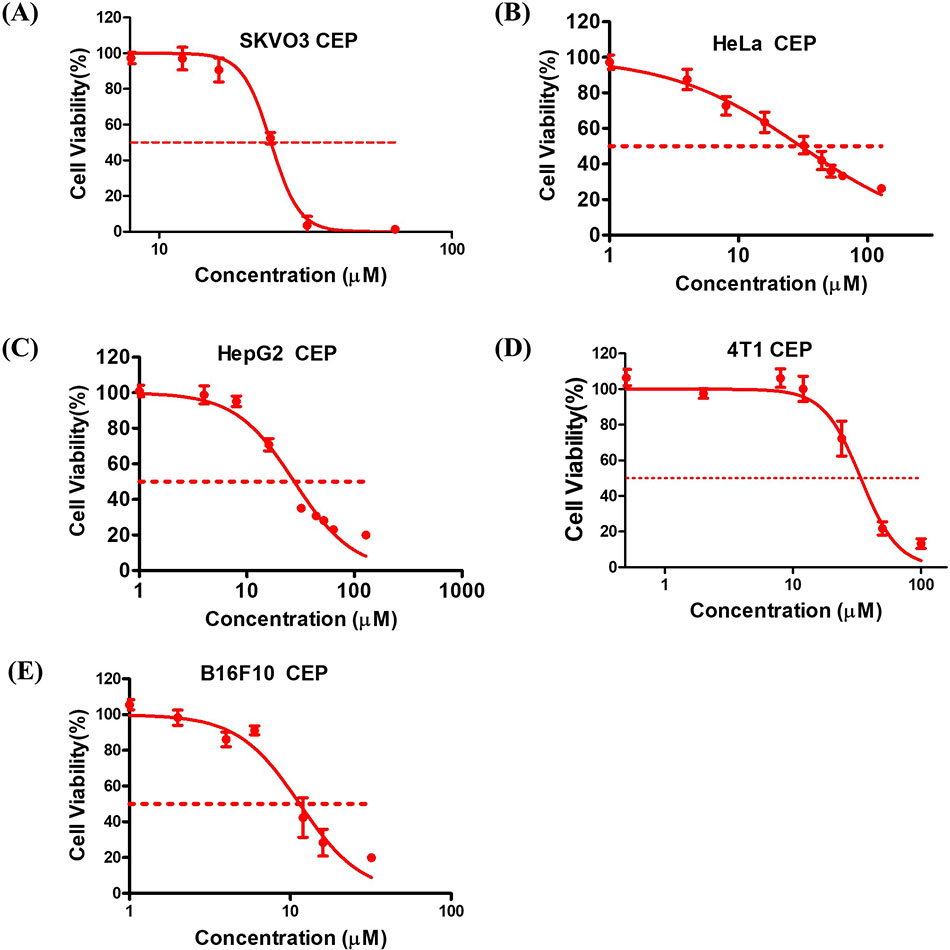 (A)
SKVO3 CEP
Cell Viability(%)
120
100
80
60
40
20
0
10
100
Concentration (μM)
(B)
HeLa CEP
Cell Viability(%)
120
100
80
60
40
20
0
1
10
100
Concentration (μM)
(C)
HepG2 CEP
Cell Viability(%)
120
100
80
60
40
20
0
1
10
100
1000
Concentration (μM)
(D)
4T1 CEP
Cell Viability(%)
120
100
80
60
40
20
0
1
10
100
Concentration (μM)
(E)
B16F10 CEP
Cell Viability(%)
120
100
80
60
40
20
0
1
10
100
Concentration (μM)